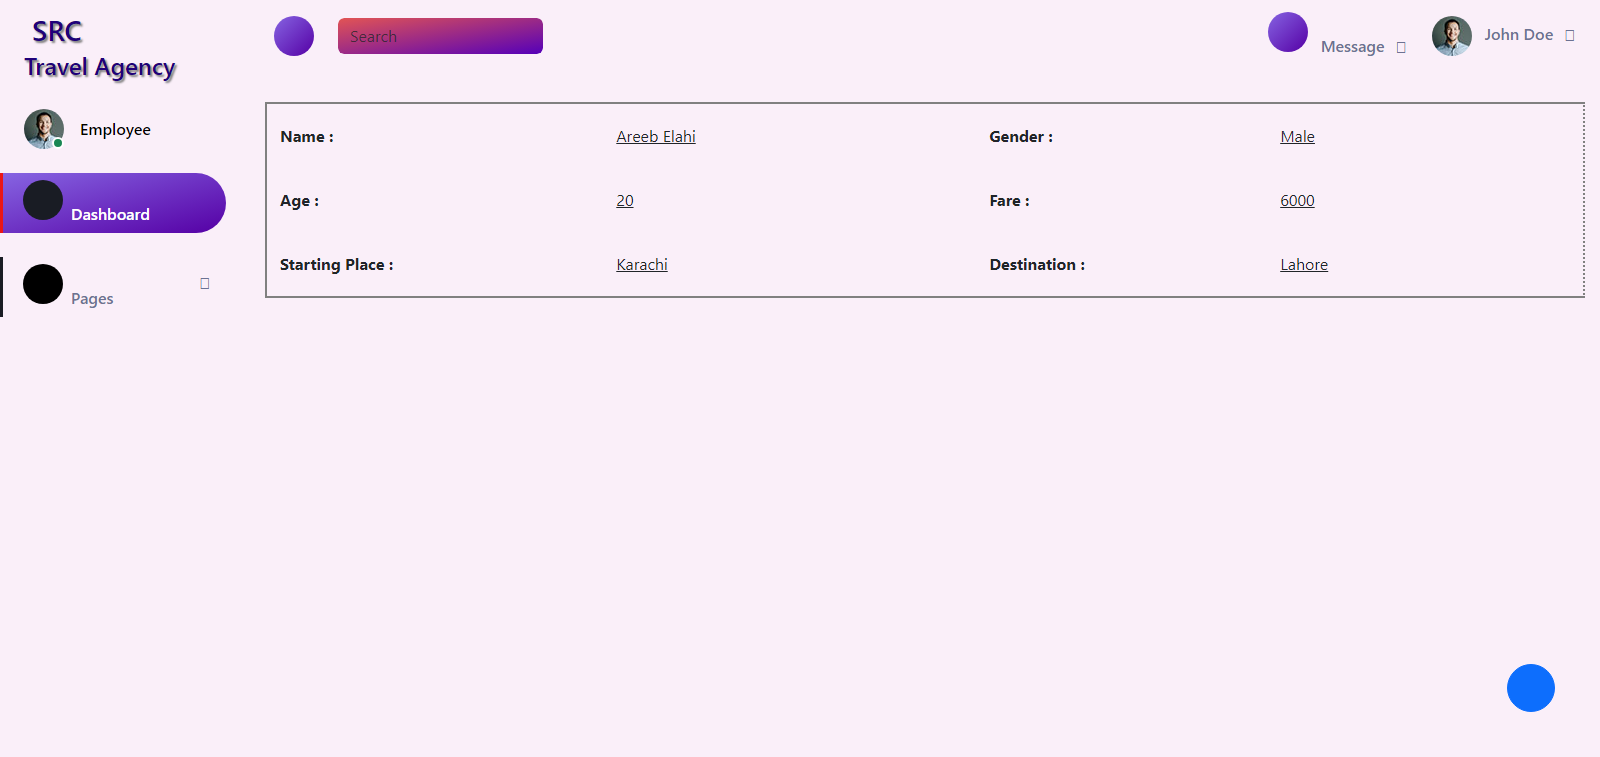 SRC
Travel Agency
Search
Message
John Doe
Employee
Dashboard
Pages
Name : Areeb Elahi Gender : Male
Age : 20 Fare : 6000
Starting Place : Karachi Destination : Lahore